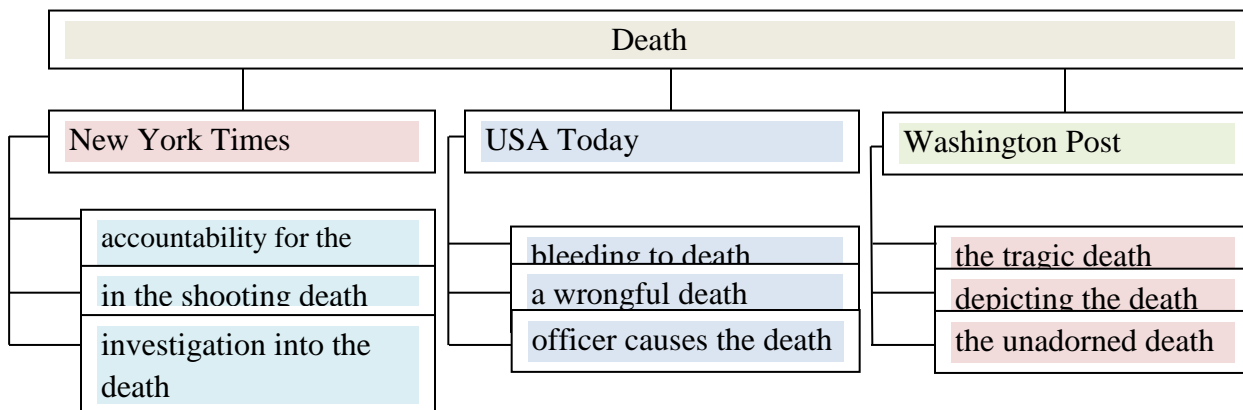 Death
New York Times
accountability for the
in the shooting death
investigation into the
death
USA Today
bleeding to death
a wrongful death
officer causes the death
Washington Post
the tragic death
depicting the death
the unadorned death